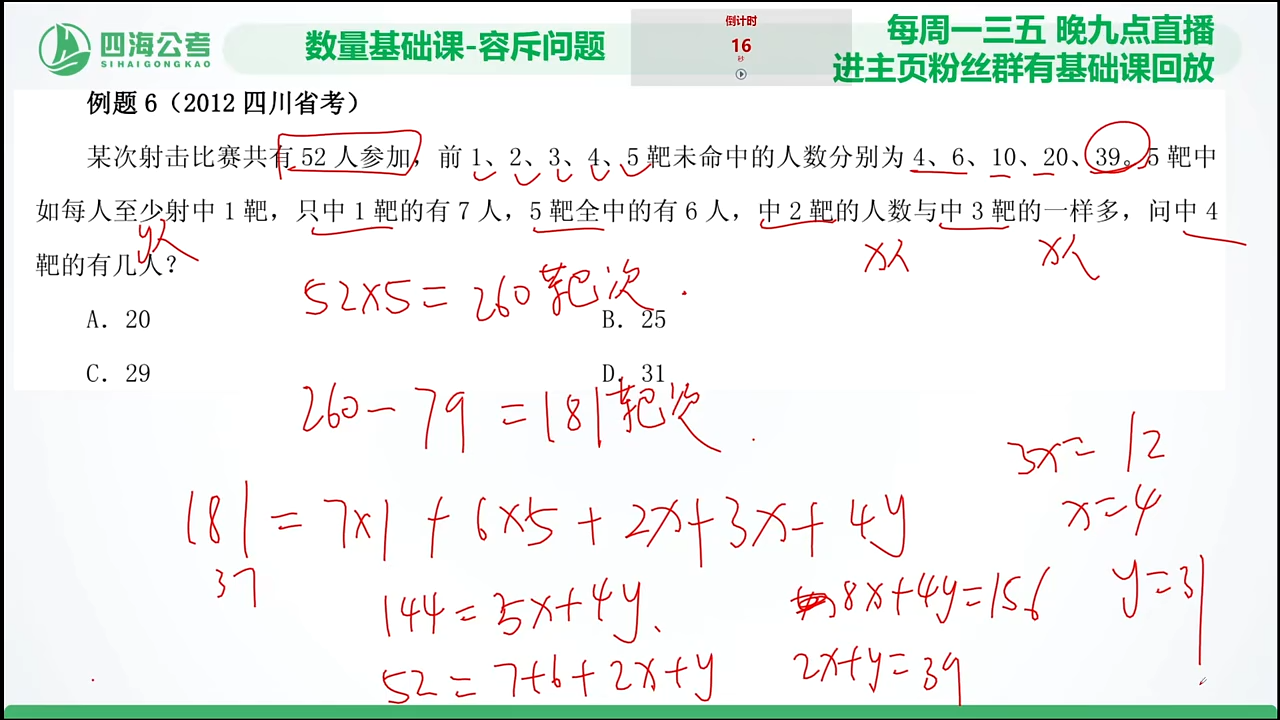 四海公考
SIHAIGONGKAO
数量基础课-容斥问题
倒计时
16
秒
每周一三五 晚九点直播
进主页粉丝群有基础课回放
例题 6（2012 四川省考）
某次射击比赛共有 52 人参加，前 1、2、3、4、5 靶未命中的人数分别为 4、6、10、20、39。5 靶中
如每人至少射中 1 靶，只中 1 靶的有 7 人，5 靶全中的有 6 人，中 2 靶的人数与中 3 靶的一样多，问中 4
y人
x人
x人
靶的有几人？
52×5=260靶次
A. 20
B. 25
C. 29
D. 31
260-79=181靶次
3x=12
x=4
181=7×1+6×5+2x+3x+4y
37
y=31
144=5x+4y
8x+4y=156
52=7+6+2x+y
2x+y=39